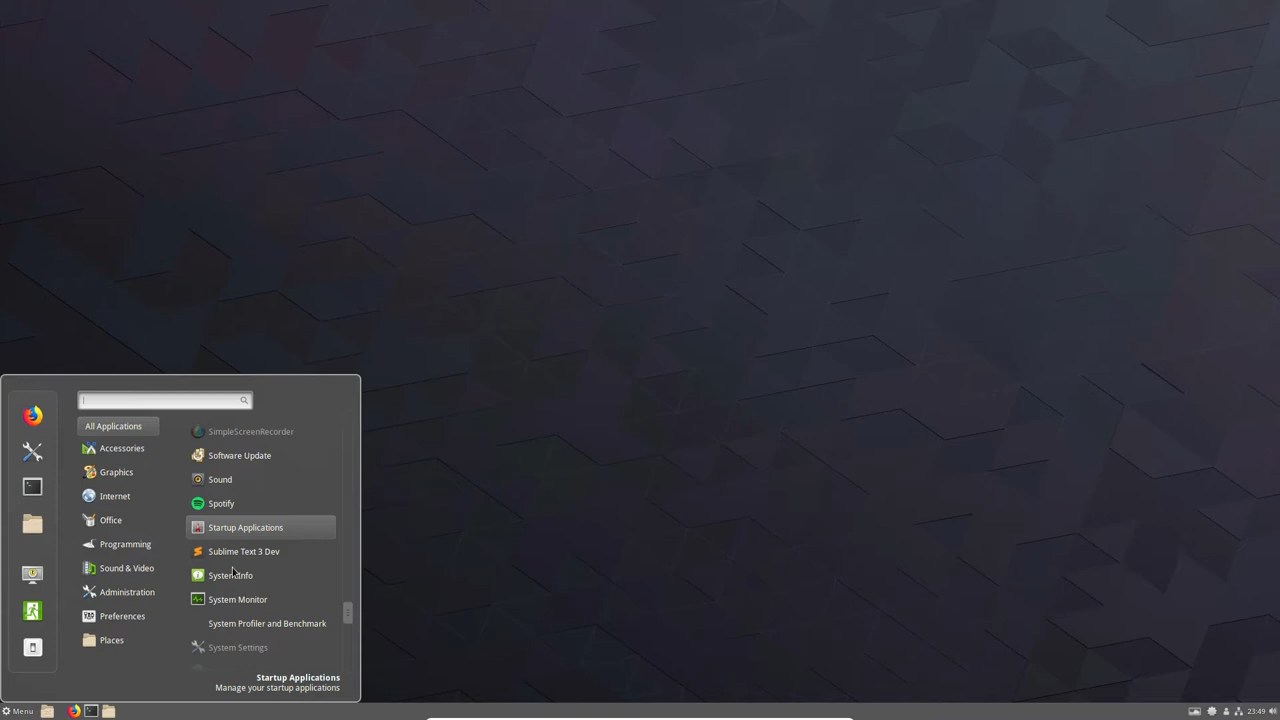 All Applications
Accessories
Graphics
Internet
Office
Programming
Sound & Video
Administration
Preferences
Places
SimpleScreenRecorder
Software Update
Sound
Spotify
Startup Applications
Sublime Text 3 Dev
System Info
System Monitor
System Profiler and Benchmark
System Settings
Startup Applications
Manage your startup applications
Menu
23:49